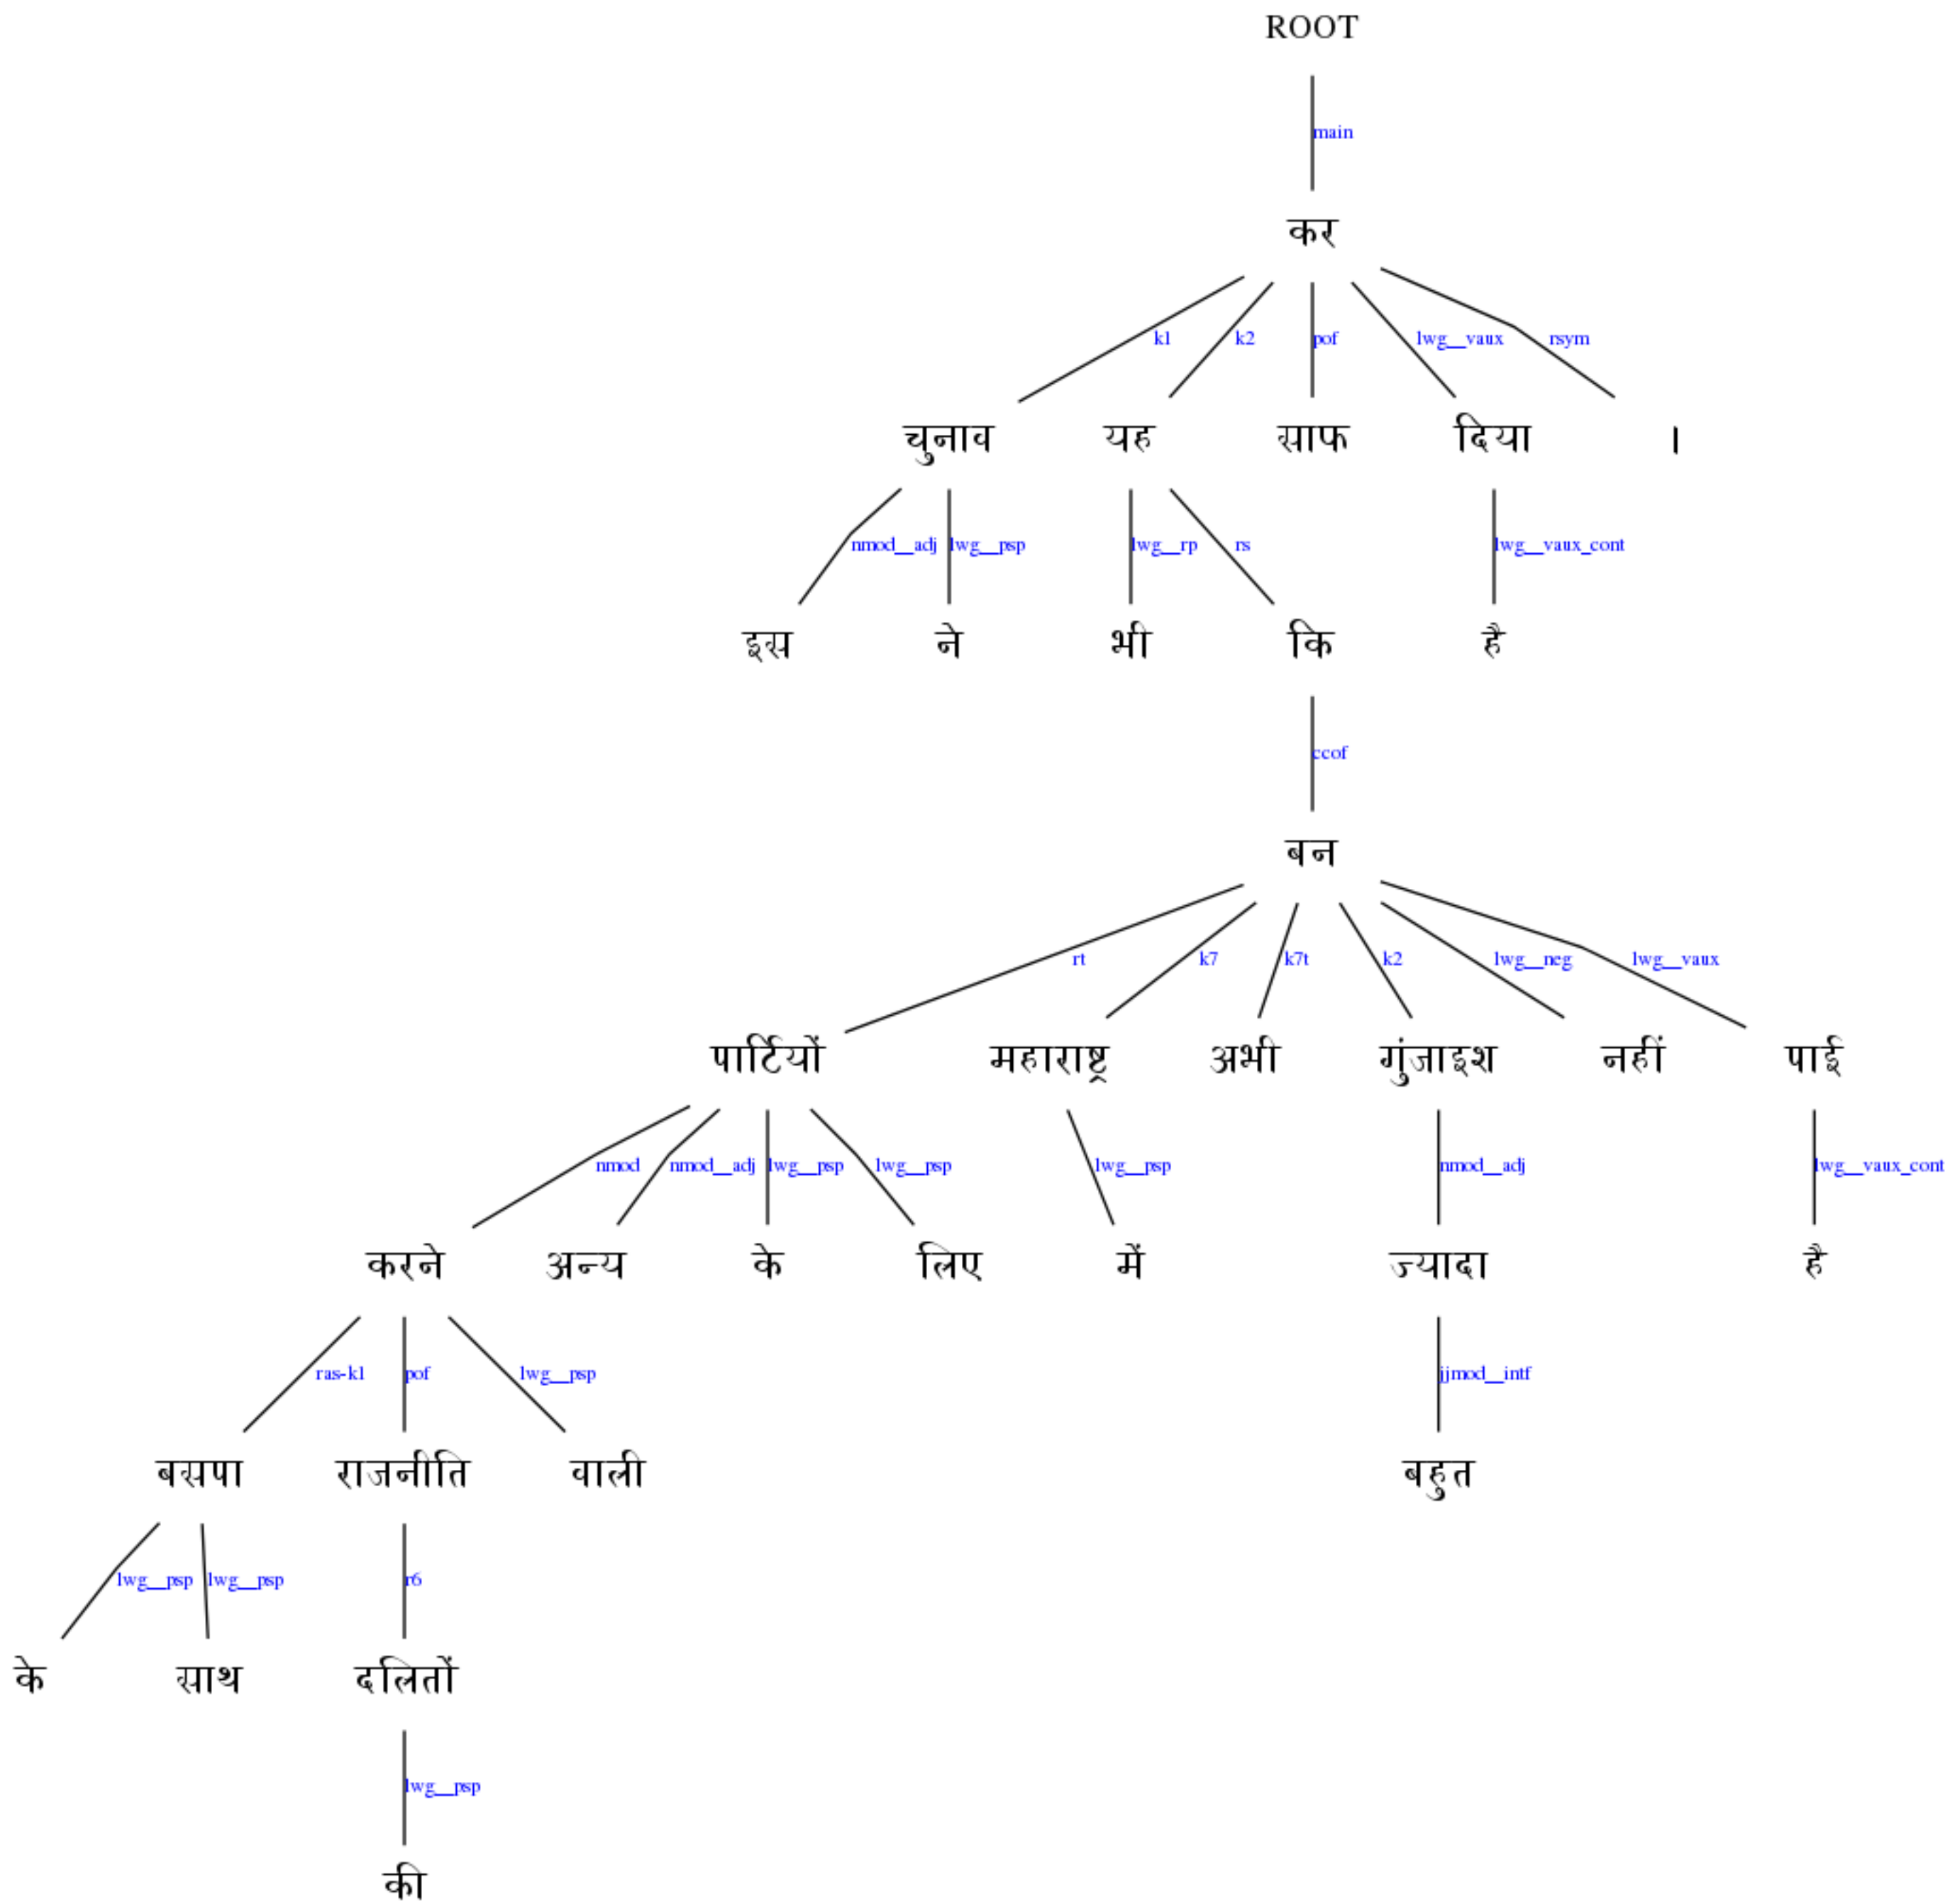 ROOT
main
कर
k1 k2 pof lwg__vaux rsym
चुनाव यह साफ दिया ।
nmod__adj lwg__psp lwg__rp rs lwg__vaux_cont
इस ने भी कि है
ccof
बन
rt k7 k7t k2 lwg__neg lwg__vaux
पार्टियों महाराष्ट्र अभी गुंजाइश नहीं पाई
nmod nmod__adj lwg__psp lwg__psp lwg__psp nmod__adj lwg__vaux_cont
करने अन्य के लिए में ज्यादा है
ras-k1 pof lwg__psp jjmod__intf
बसपा राजनीति वाली बहुत
lwg__psp lwg__psp r6
के साथ दलितों
lwg__psp
की